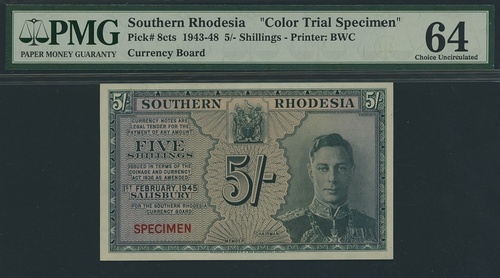 PMG
PAPER MONEY GUARANTY
Southern Rhodesia "Color Trial Specimen"
Pick# 8cts 1943-48 5/- Shillings - Printer: BWC
Currency Board
64
Choice Uncirculated
5/-
SOUTHERN RHODESIA
5/-
CURRENCY NOTES ARE
LEGAL TENDER FOR THE
PAYMENT OF ANY AMOUNT
FIVE
SHILLINGS
ISSUED IN TERMS OF THE
COINAGE AND CURRENCY
ACT 1938 AS AMENDED
1ST FEBRUARY, 1945
SALISBURY
FOR THE SOUTHERN RHODESIA
CURRENCY BOARD
5/-
SPECIMEN
MEMBER
CHAIRMAN